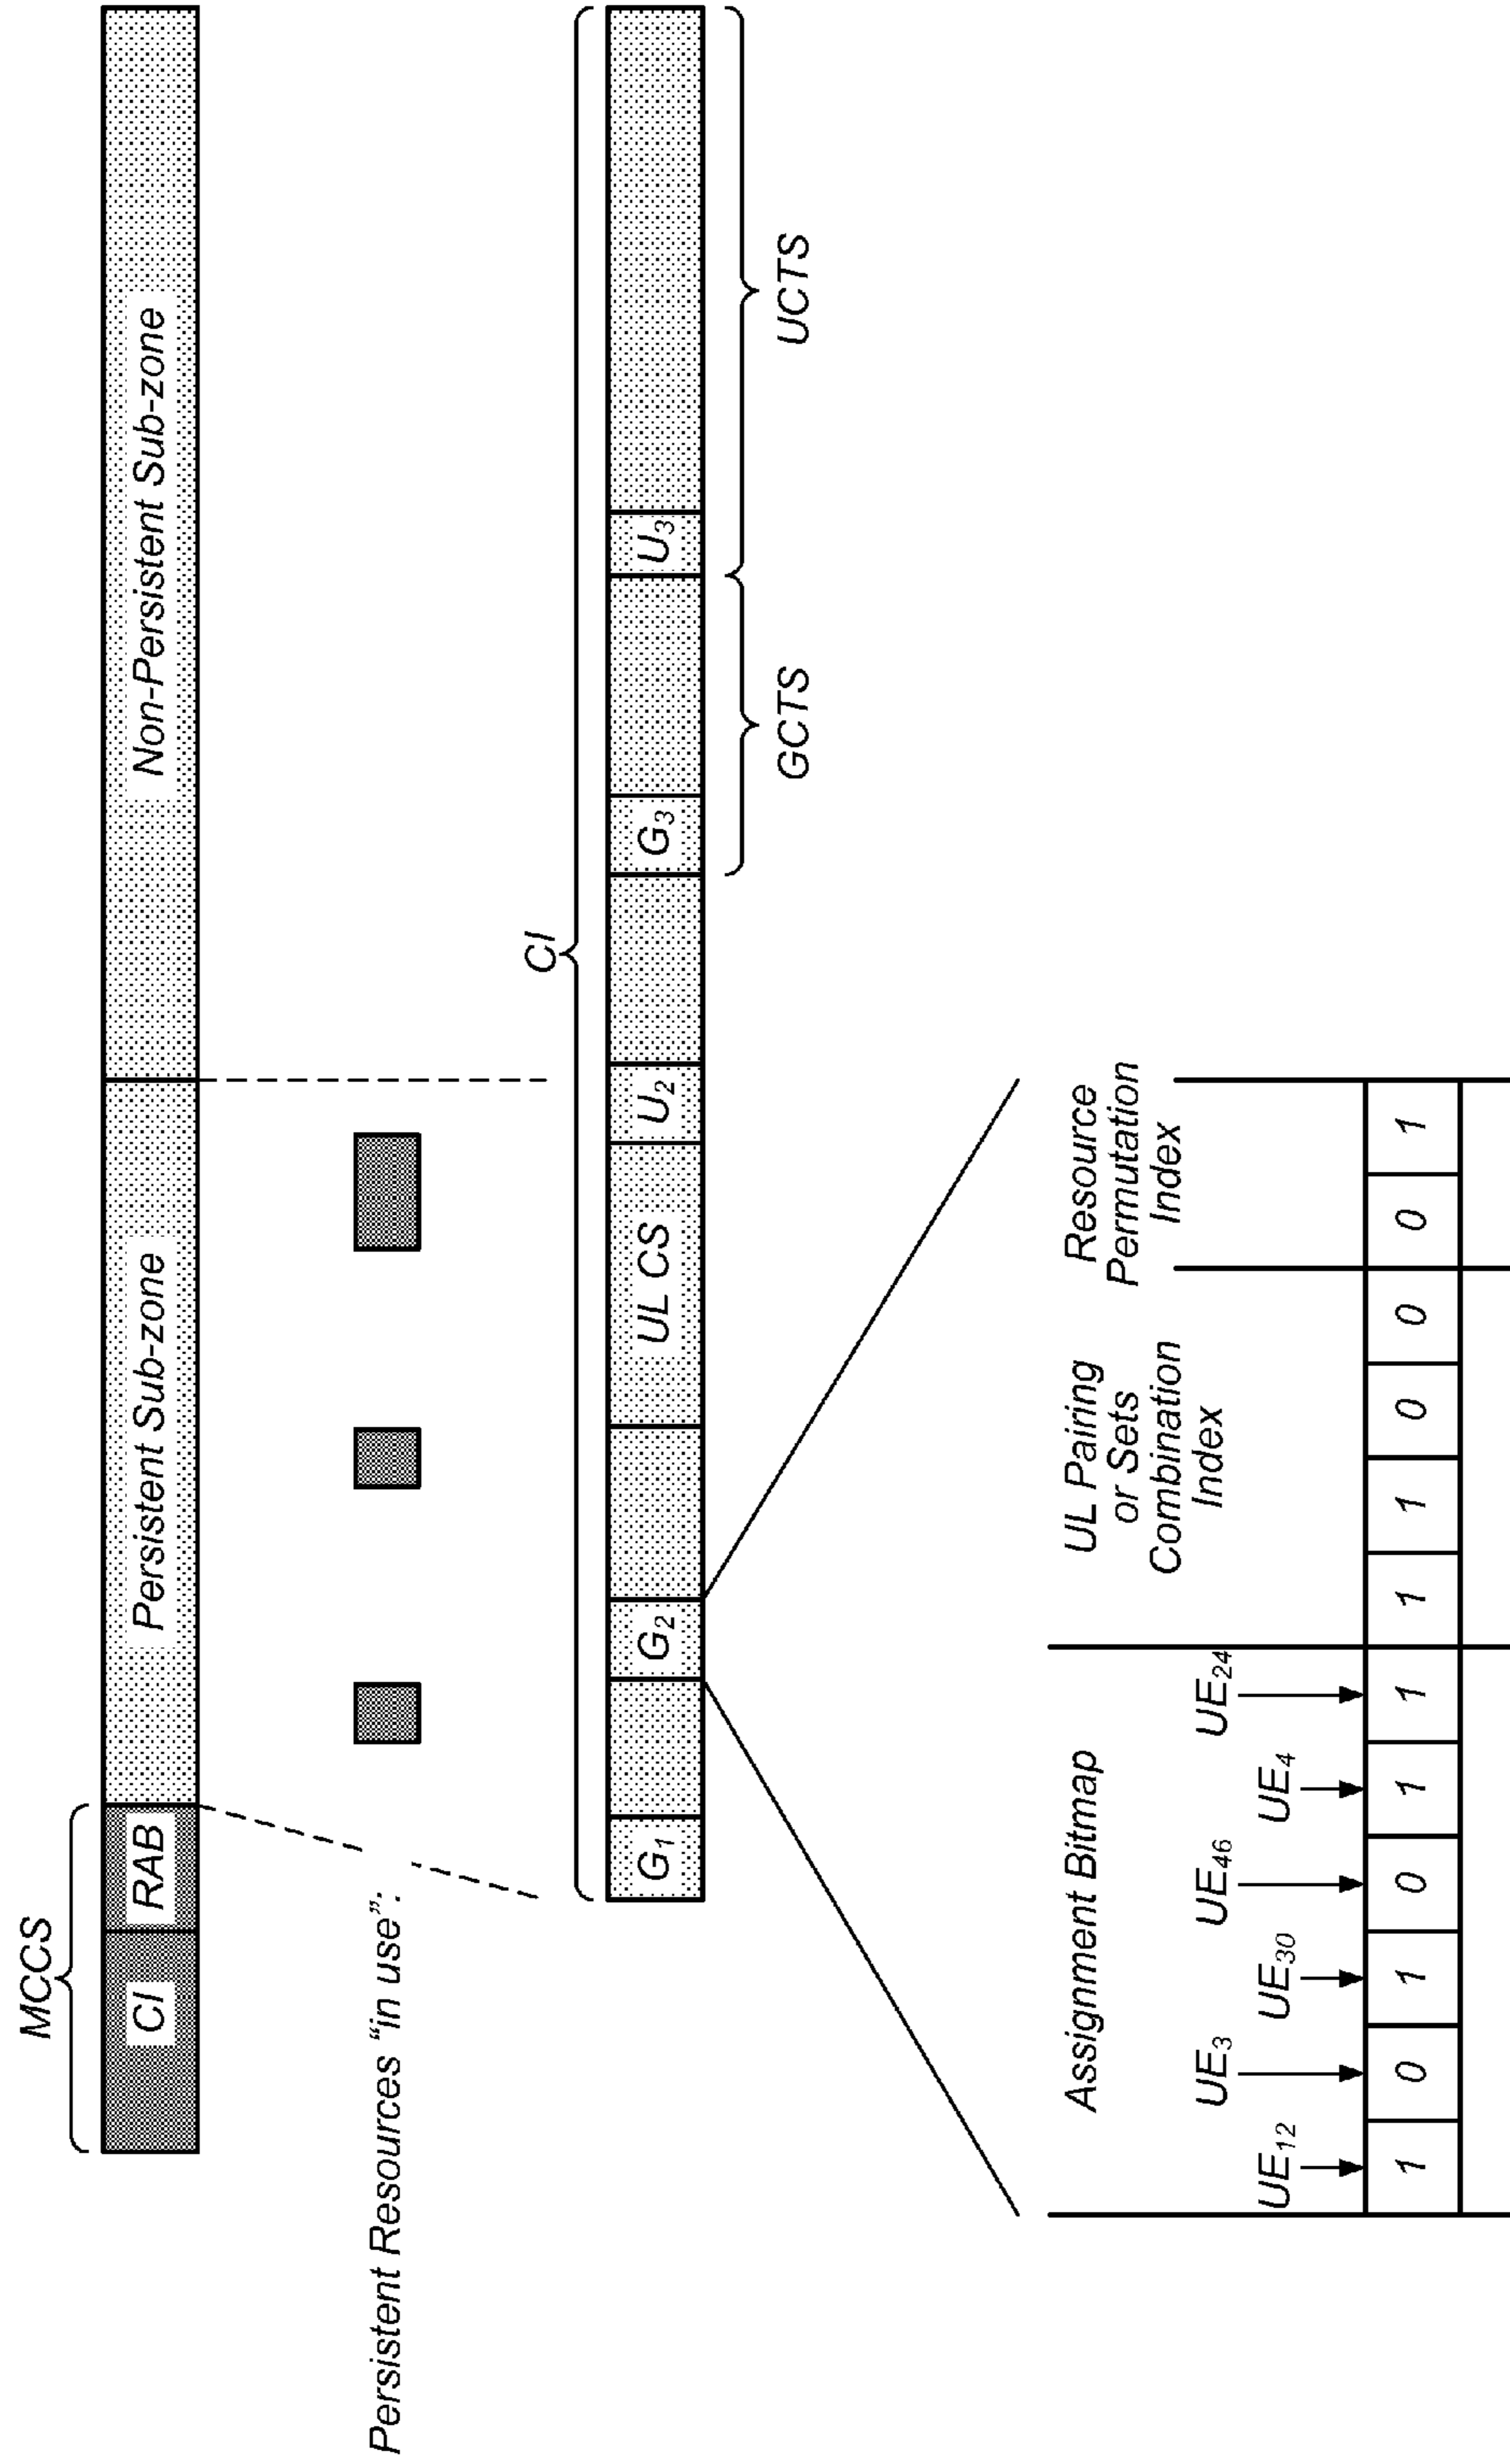 MCCS
CI
RAB
Persistent Sub-zone
Non-Persistent Sub-zone
Persistent Resources “in use”:
CI
G1
G2
UL CS
U2
G3
U3
GCTS
UCTS
Assignment Bitmap
UL Pairing
or Sets
Combination
Index
Resource
Permutation
Index
UE12
UE3
UE30
UE46
UE4
UE24
1 0 1 0 1 1 1 1 0 0 0 1